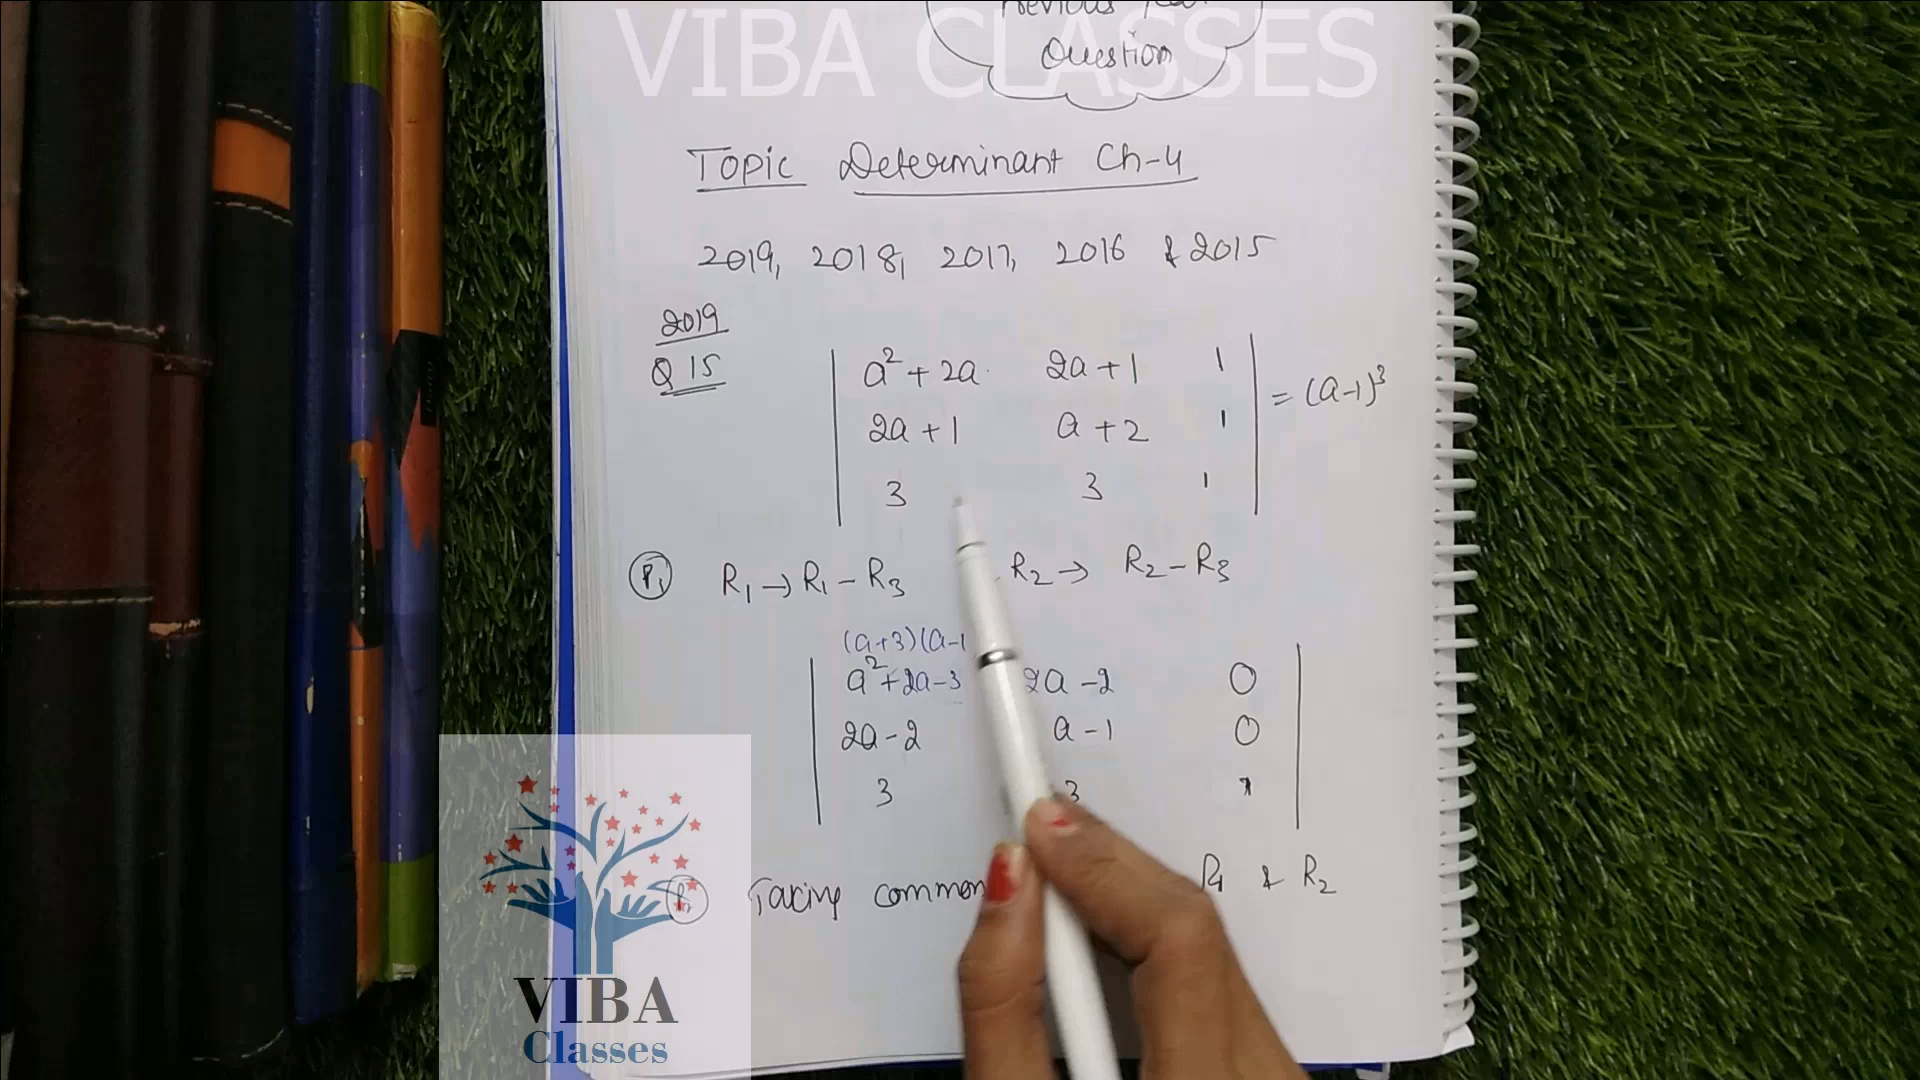 VIBA CLASSES
Question
Topic Determinant Ch-4
2019, 2018, 2017, 2016 & 2015
2019
Q 15
a²+2a 2a+1 1
2a+1 a+2 1 = (a-1)³
3 3 1
P₁ R₁→R₁-R₃ R₂→ R₂-R₃
(a+3)(a-1
a²+2a-3 2a-2 0
2a-2 a-1 0
3 3 1
Taking common R₁ & R₂
VIBA
Classes